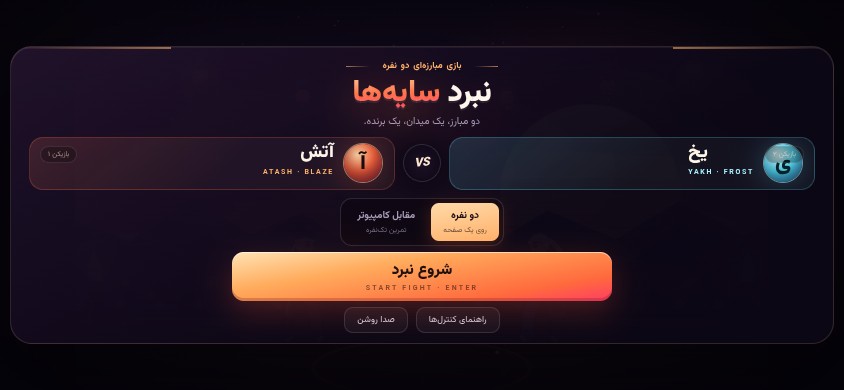 بازی مبارزه‌ای دو نفره
نبرد سایه‌ها
دو مبارز، یک میدان، یک برنده.
بازیکن ۱
آتش
ATASH · BLAZE
آ
VS
یخ
YAKH · FROST
ی
دو نفره
روی یک صفحه
مقابل کامپیوتر
تمرین تک‌نفره
شروع نبرد
START FIGHT · ENTER
راهنمای کنترل‌ها
صدا روشن